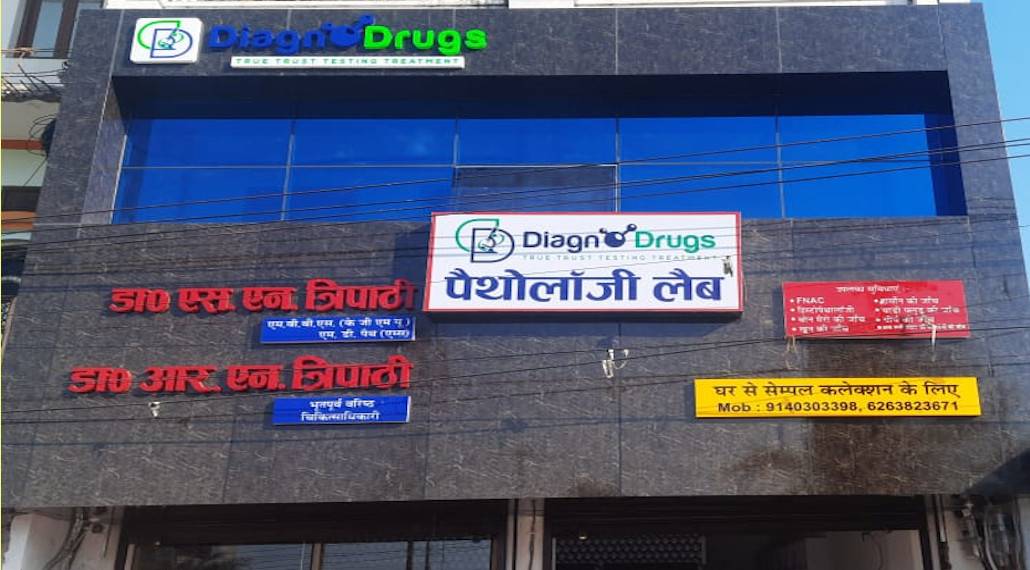 DiagnoDrugs
TRUE TRUST TESTING TREATMENT
DiagnoDrugs
TRUE TRUST TESTING TREATMENT
पैथोलॉजी लैब
डा० एस. एन. त्रिपाठी
एम.बी.बी.एस. (के जी एम यू )
एम. डी. पैथ (एम्स)
डा० आर. एन. त्रिपाठी
भूतपूर्व वरिष्ठ
चिकित्साधिकारी
उपलब्ध सुविधाएं :-
• FNAC
• हिस्टोपैथालॉजी
• बोन मैरो की जाँच
• खून की जाँच
• हार्मोन की जाँच
• बाडी फ्लूड की जाँच
घर से सेम्पल कलेक्शन के लिए
Mob : 9140303398, 6263823671